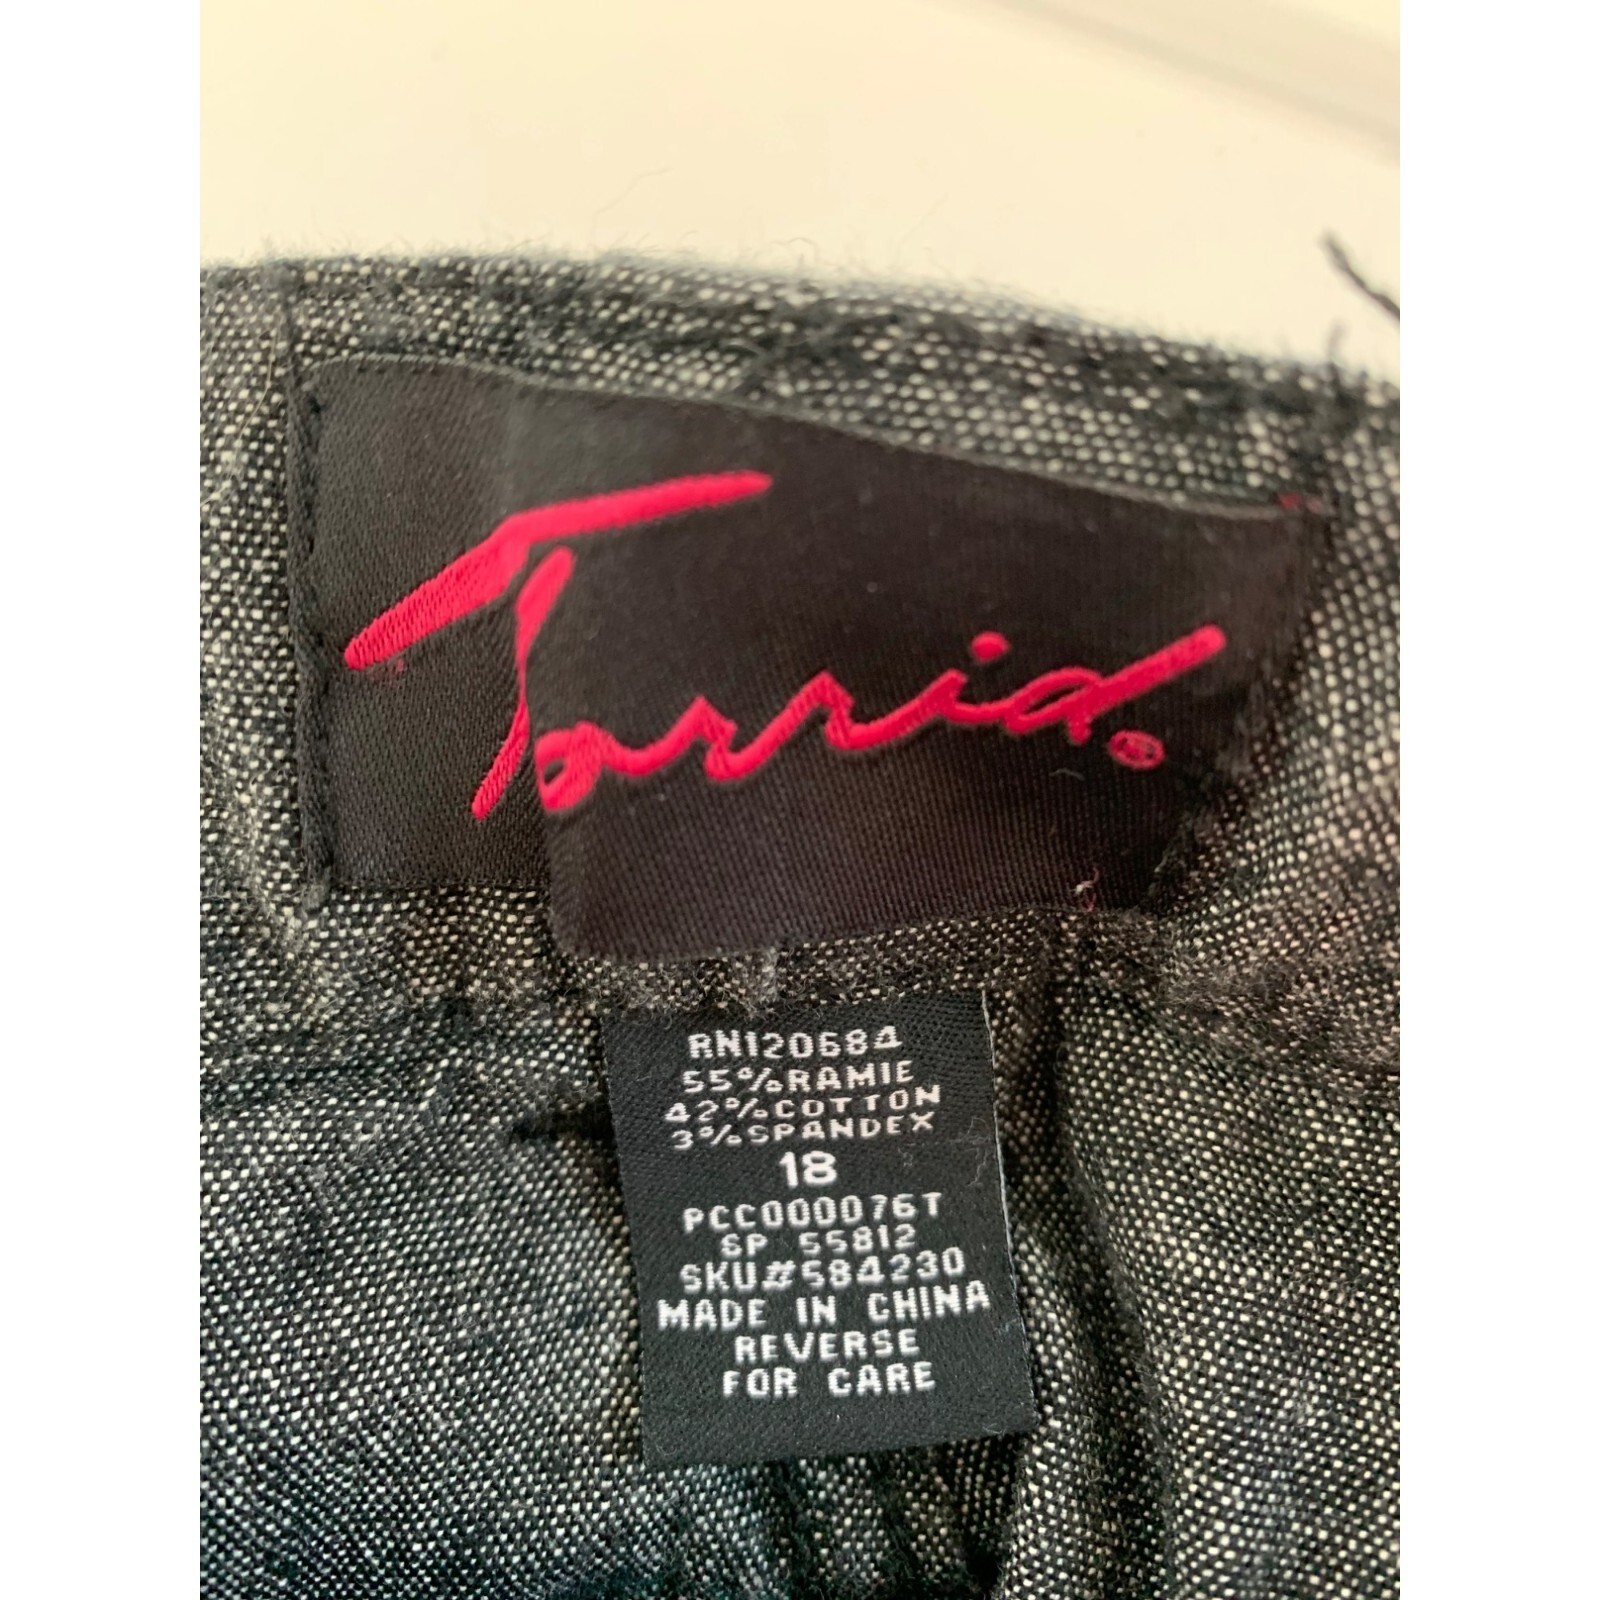 Torrid®
RN120684
55%RAMIE
42%COTTON
3%SPANDEX
18
PCC000076T
SP 55812
SKU#584230
MADE IN CHINA
REVERSE
FOR CARE